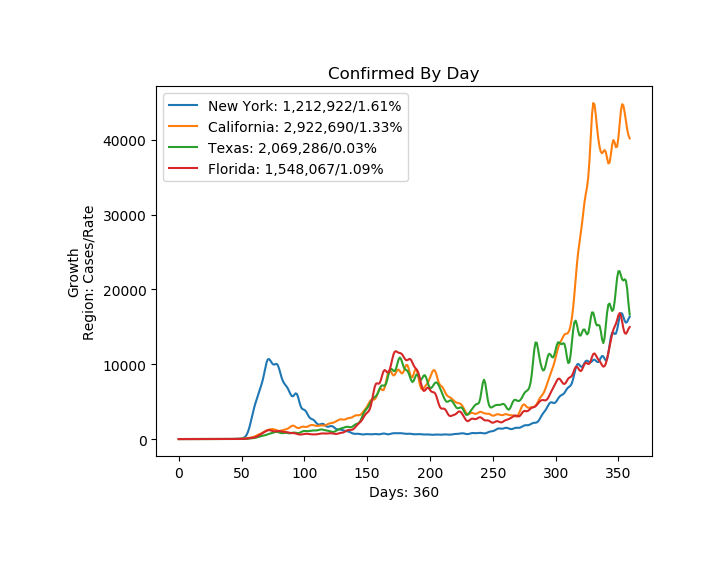 Confirmed By Day
New York: 1,212,922/1.61%
California: 2,922,690/1.33%
Texas: 2,069,286/0.03%
Florida: 1,548,067/1.09%
Growth
Region: Cases/Rate
40000
30000
20000
10000
0
0 50 100 150 200 250 300 350
Days: 360